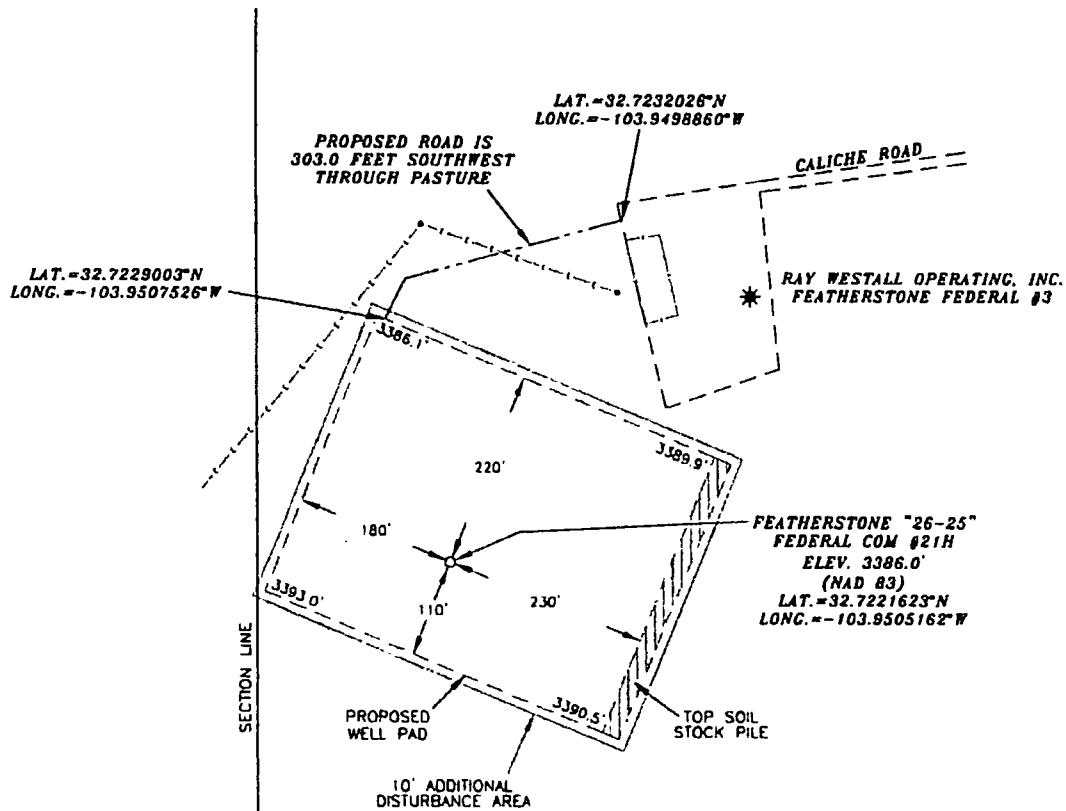 LAT.=32.7232026°N
LONG.=-103.9498860°W
PROPOSED ROAD IS
303.0 FEET SOUTHWEST
THROUGH PASTURE
CALICHE ROAD
LAT.=32.7229003°N
LONG.=-103.9507526°W
RAY WESTALL OPERATING, INC.
FEATHERSTONE FEDERAL #3
3386.1'
3389.9'
220'
180'
FEATHERSTONE "26-25"
FEDERAL COM #21H
ELEV. 3386.0'
(NAD 83)
LAT.=32.7221623°N
LONG.=-103.9505162°W
3393.0'
110'
230'
3390.5'
SECTION LINE
PROPOSED
WELL PAD
TOP SOIL
STOCK PILE
10' ADDITIONAL
DISTURBANCE AREA